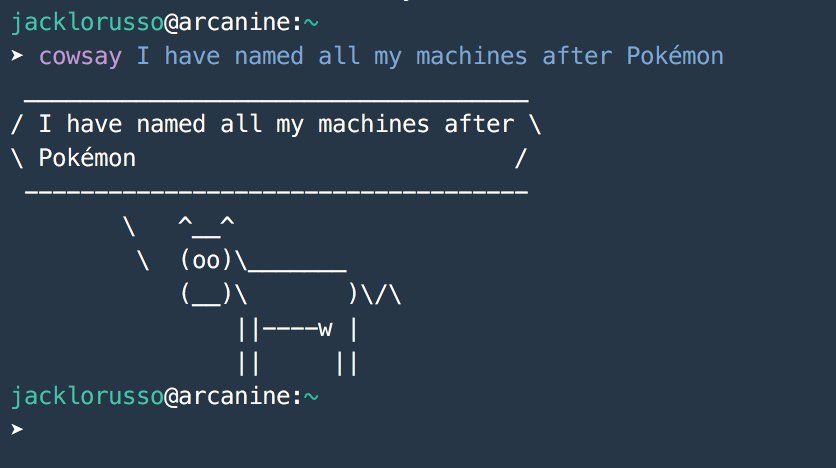 jacklorusso@arcanine:~
➤ cowsay I have named all my machines after Pokémon
 ____________________________________
/ I have named all my machines after \
\ Pokémon                            /
 ------------------------------------
        \   ^__^
         \  (oo)\_______
            (__)\       )\/\
                ||----w |
                ||     ||
jacklorusso@arcanine:~
➤